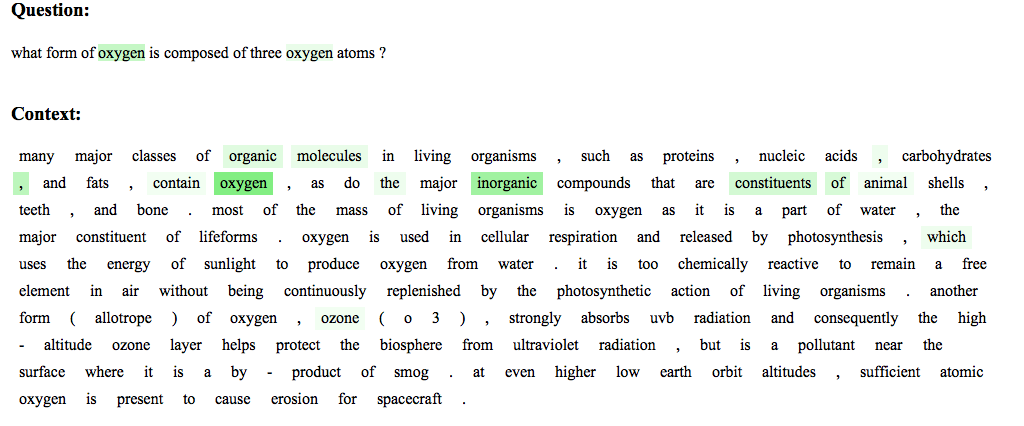 Question:
what form of oxygen is composed of three oxygen atoms ?
Context:
many major classes of organic molecules in living organisms , such as proteins , nucleic acids , carbohydrates
, and fats , contain oxygen , as do the major inorganic compounds that are constituents of animal shells ,
teeth , and bone . most of the mass of living organisms is oxygen as it is a part of water , the
major constituent of lifeforms . oxygen is used in cellular respiration and released by photosynthesis , which
uses the energy of sunlight to produce oxygen from water . it is too chemically reactive to remain a free
element in air without being continuously replenished by the photosynthetic action of living organisms . another
form ( allotrope ) of oxygen , ozone ( o 3 ) , strongly absorbs uvb radiation and consequently the high
- altitude ozone layer helps protect the biosphere from ultraviolet radiation , but is a pollutant near the
surface where it is a by - product of smog . at even higher low earth orbit altitudes , sufficient atomic
oxygen is present to cause erosion for spacecraft .